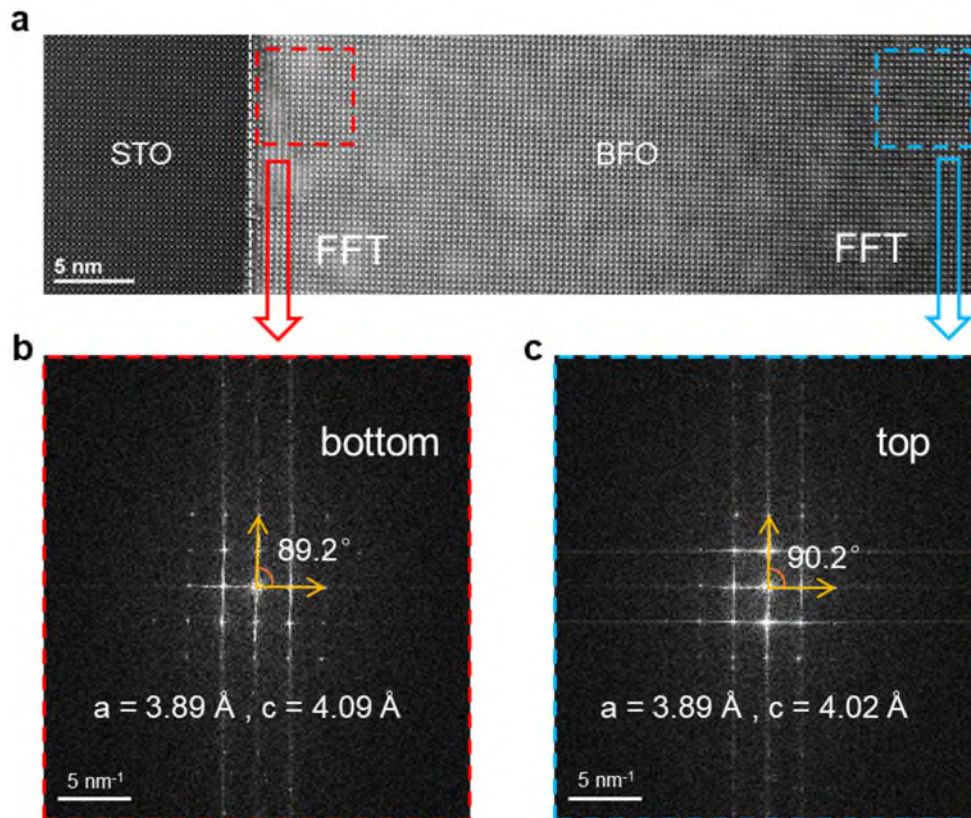 a
STO
BFO
FFT
FFT
5 nm
b
c
bottom
top
89.2°
90.2°
a = 3.89 Å , c = 4.09 Å
a = 3.89 Å , c = 4.02 Å
5 nm⁻¹
5 nm⁻¹